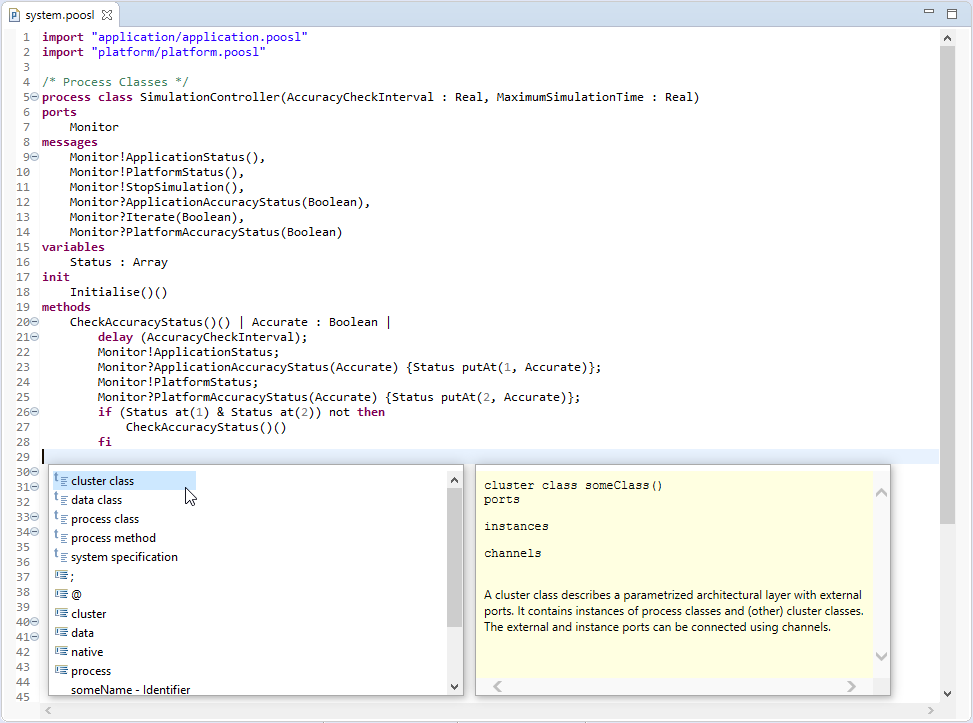 system.poosl
1 import "application/application.poosl"
2 import "platform/platform.poosl"
3
4 /* Process Classes */
5 process class SimulationController(AccuracyCheckInterval : Real, MaximumSimulationTime : Real)
6 ports
7 Monitor
8 messages
9 Monitor!ApplicationStatus(),
10 Monitor!PlatformStatus(),
11 Monitor!StopSimulation(),
12 Monitor?ApplicationAccuracyStatus(Boolean),
13 Monitor?Iterate(Boolean),
14 Monitor?PlatformAccuracyStatus(Boolean)
15 variables
16 Status : Array
17 init
18 Initialise()()
19 methods
20 CheckAccuracyStatus()() | Accurate : Boolean |
21 delay (AccuracyCheckInterval);
22 Monitor!ApplicationStatus;
23 Monitor?ApplicationAccuracyStatus(Accurate) {Status putAt(1, Accurate)};
24 Monitor!PlatformStatus;
25 Monitor?PlatformAccuracyStatus(Accurate) {Status putAt(2, Accurate)};
26 if (Status at(1) & Status at(2)) not then
27 CheckAccuracyStatus()()
28 fi
29
30
31
32
33
34
35
36
37
38
39
40
41
42
43
44
45
cluster class
data class
process class
process method
system specification
;
@
cluster
data
native
process
someName - Identifier
cluster class someClass()
ports
instances
channels
A cluster class describes a parametrized architectural layer with external
ports. It contains instances of process classes and (other) cluster classes.
The external and instance ports can be connected using channels.